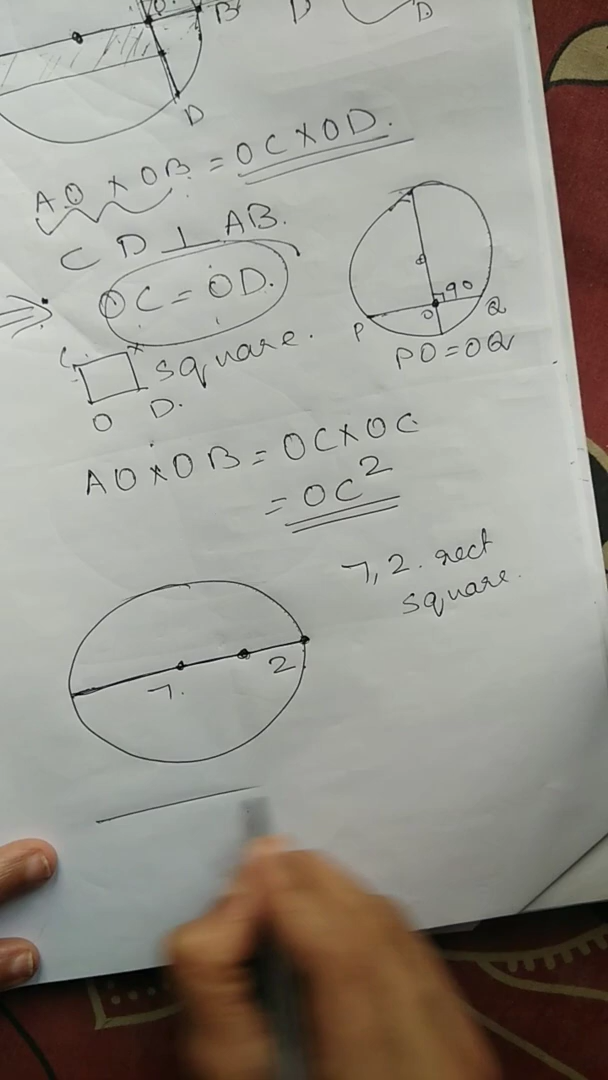 B
D
D
D
AO X OB = OC X OD.
CD ⊥ AB.
⇒ OC = OD.
90
P O Q
PO = OQ
C
square.
O D.
AO X OB = OC X OC
= OC²
7, 2. rect
square.
7. 2